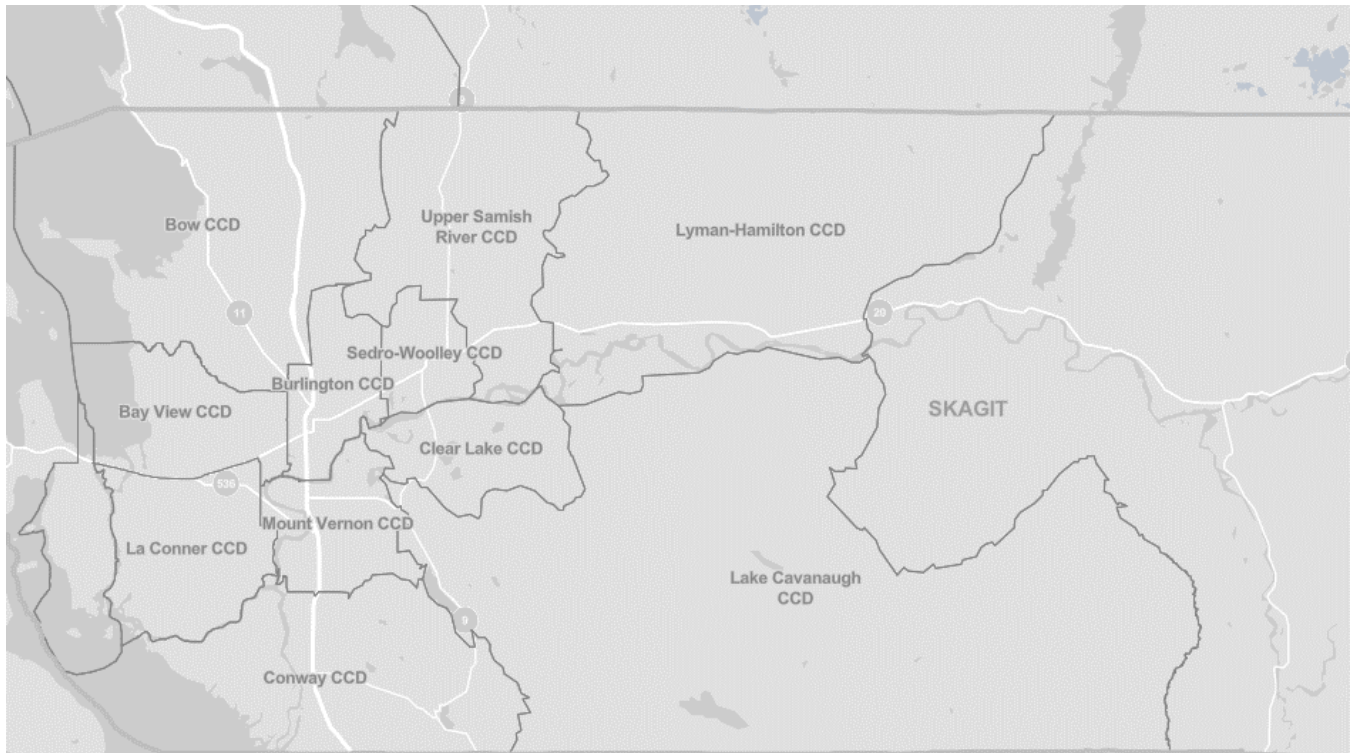 9
Upper Samish
River CCD
Bow CCD
Lyman-Hamilton CCD
11
20
Sedro-Woolley CCD
Burlington CCD
Bay View CCD
SKAGIT
Clear Lake CCD
536
Mount Vernon CCD
La Conner CCD
Lake Cavanaugh
CCD
9
Conway CCD